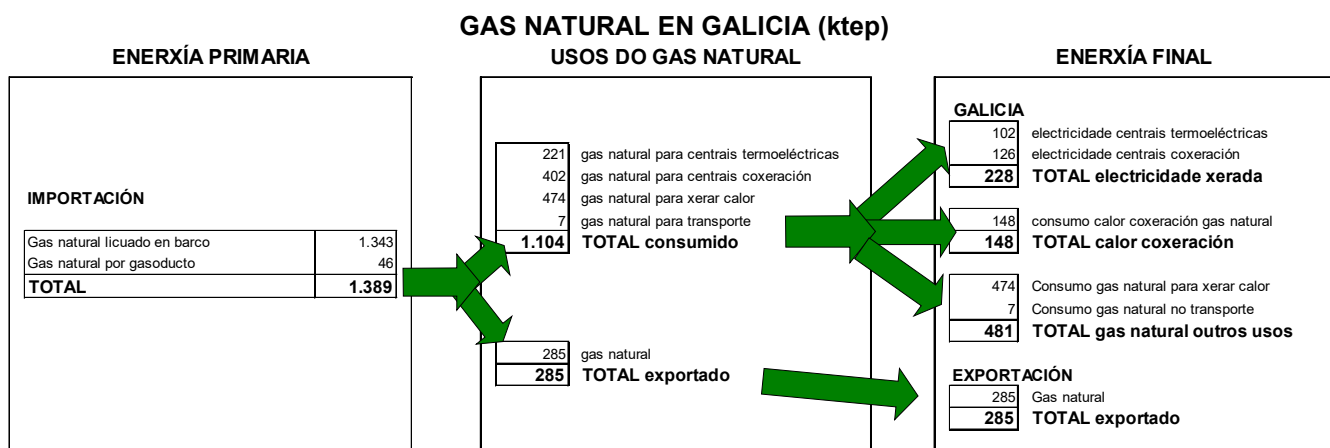 GAS NATURAL EN GALICIA (ktep)
ENERXÍA PRIMARIA
IMPORTACIÓN
Gas natural licuado en barco 1.343
Gas natural por gasoducto 46
TOTAL 1.389
USOS DO GAS NATURAL
221 gas natural para centrais termoeléctricas
402 gas natural para centrais coxeración
474 gas natural para xerar calor
7 gas natural para transporte
1.104 TOTAL consumido
285 gas natural
285 TOTAL exportado
ENERXÍA FINAL
GALICIA
102 electricidade centrais termoeléctricas
126 electricidade centrais coxeración
228 TOTAL electricidade xerada
148 consumo calor coxeración gas natural
148 TOTAL calor coxeración
474 Consumo gas natural para xerar calor
7 Consumo gas natural no transporte
481 TOTAL gas natural outros usos
EXPORTACIÓN
285 Gas natural
285 TOTAL exportado